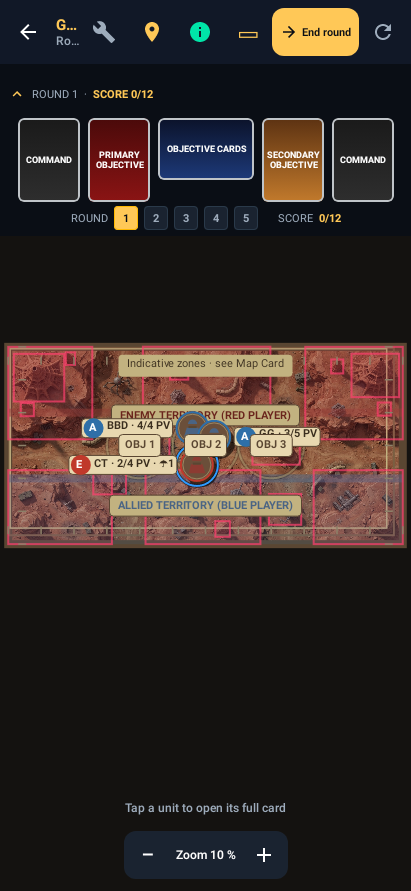 G…
Ro…
End round
ROUND 1 · SCORE 0/12
COMMAND
PRIMARY
OBJECTIVE
OBJECTIVE CARDS
SECONDARY
OBJECTIVE
COMMAND
ROUND 1 2 3 4 5 SCORE 0/12
Indicative zones · see Map Card
ENEMY TERRITORY (RED PLAYER)
A BBD · 4/4 PV ·
A GG · 3/5 PV
OBJ 1
OBJ 2
OBJ 3
E CT · 2/4 PV · ☂1
ALLIED TERRITORY (BLUE PLAYER)
Tap a unit to open its full card
− Zoom 10 % +